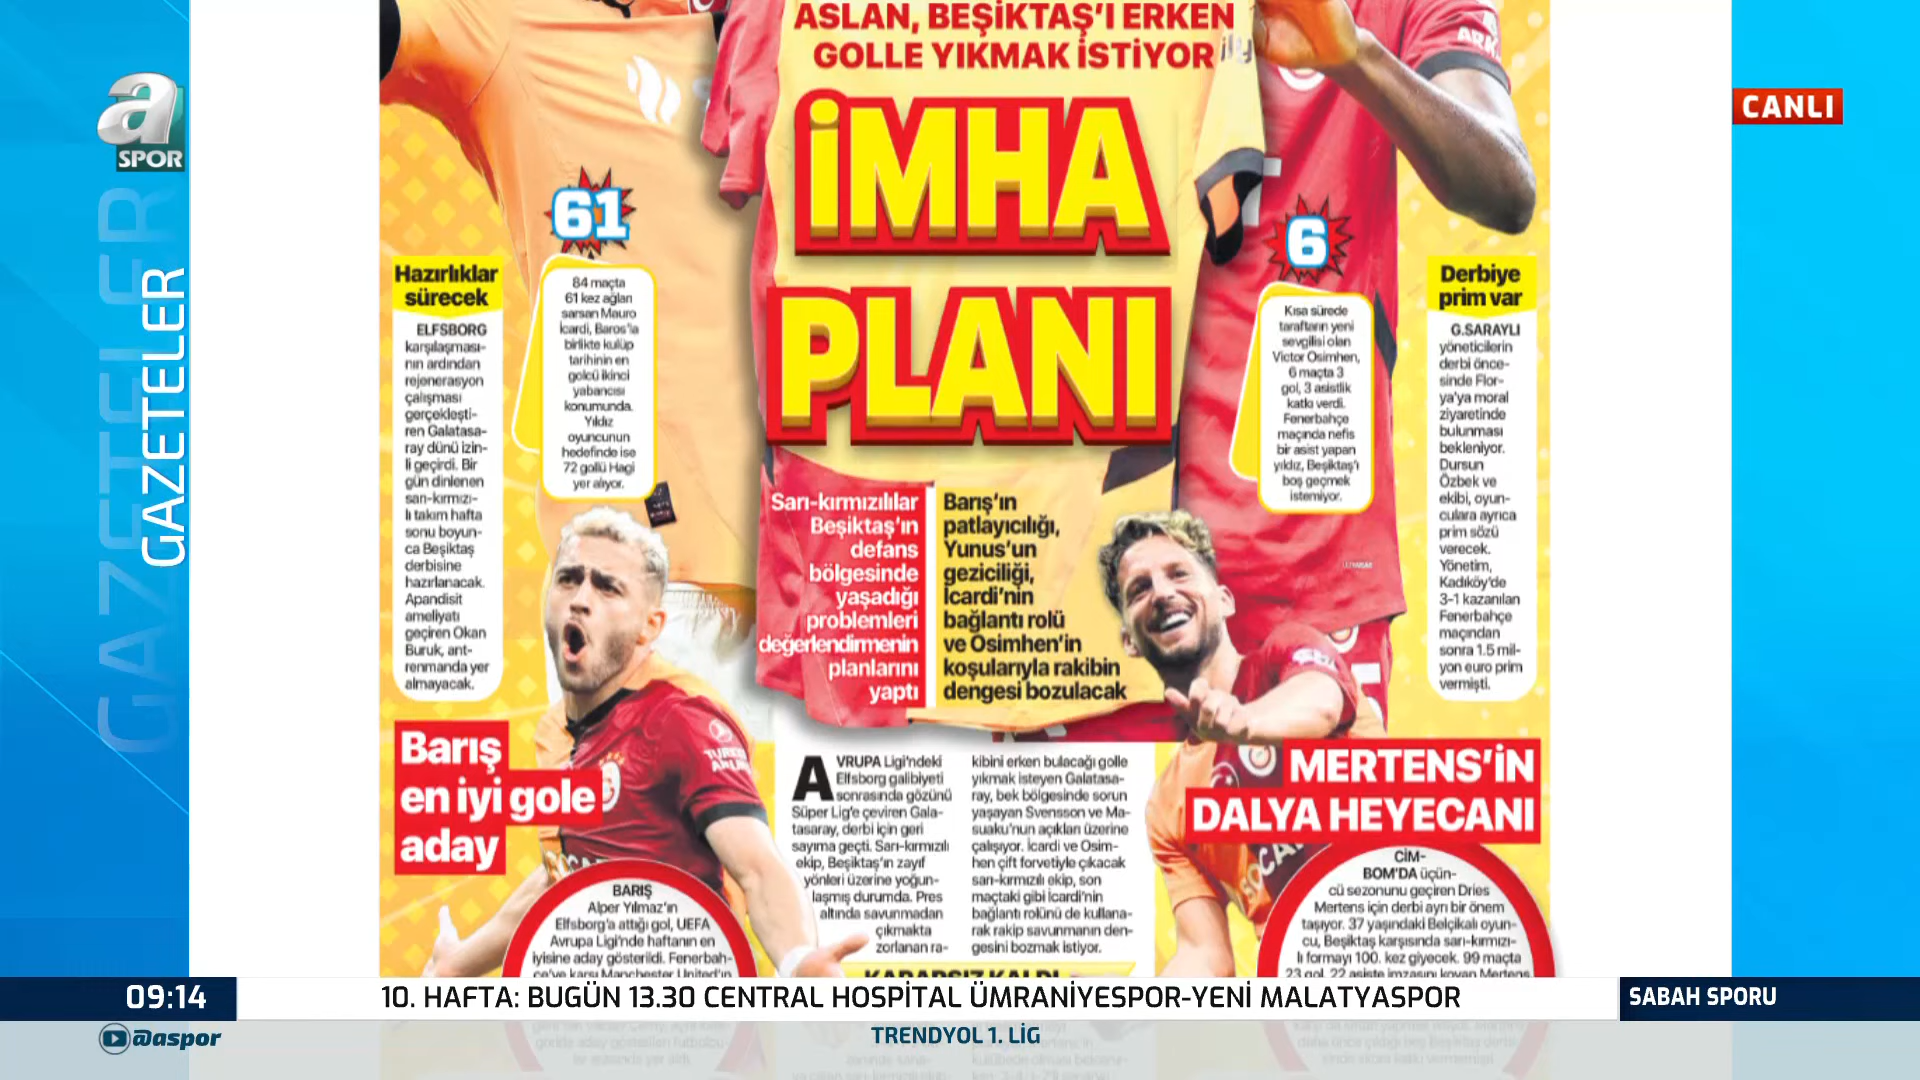 ASLAN, BEŞİKTAŞ'I ERKEN
GOLLE YIKMAK İSTİYOR
İMHA
PLANI
a
SPOR
GAZETELER
GAZETELER
CANLI
61
84 maçta
61 kez ağları
sarsan Mauro
Icardi, Baros'la
birlikte kulüp
tarihinin en
golcü ikinci
yabancısı
konumunda.
Yıldız
oyuncunun
hedefinde ise
72 gollü Hagi
yer alıyor.
6
Kısa sürede
taraftarın yeni
sevgilisi olan
Victor Osimhen,
6 maçta 3
gol, 3 asistlik
katkı verdi.
Fenerbahçe
maçında nefis
bir asist yapan
yıldız, Beşiktaş'ı
boş geçmek
istemiyor.
Hazırlıklar
sürecek
ELFSBORG
karşılaşması-
nın ardından
rejenerasyon
çalışması
gerçekleşti-
ren Galatasa-
ray dünü izin-
li geçirdi. Bir
gün dinlenen
sarı-kırmızı-
lı takım hafta
sonu boyun-
ca Beşiktaş
derbisine
hazırlanacak.
Apandisit
ameliyatı
geçiren Okan
Buruk, ant-
renmanda yer
almayacak.
Derbiye
prim var
G.SARAYLI
yöneticilerin
derbi önce-
sinde Flor-
ya'ya moral
ziyaretinde
bulunması
bekleniyor.
Dursun
Özbek ve
ekibi, oyun-
culara ayrıca
prim sözü
verecek.
Yönetim,
Kadıköy'de
3-1 kazanılan
Fenerbahçe
maçından
sonra 1.5 mil-
yon euro prim
vermişti.
Sarı-kırmızılılar
Beşiktaş'ın
defans
bölgesinde
yaşadığı
problemleri
değerlendirmenin
planlarını
yaptı
Barış'ın
patlayıcılığı,
Yunus'un
geziciliği,
Icardi'nin
bağlantı rolü
ve Osimhen'in
koşularıyla rakibin
dengesi bozulacak
Barış
en iyi gole
aday
BARIŞ
Alper Yılmaz'ın
Elfsborg'a attığı gol, UEFA
Avrupa Ligi'nde haftanın en
iyisine aday gösterildi. Fenerbah-
çe'ye karşı Manchester United'ın
AVRUPA Ligi'ndeki
Elfsborg galibiyeti
sonrasında gözünü
Süper Lig'e çeviren Gala-
tasaray, derbi için geri
sayıma geçti. Sarı-kırmızılı
ekip, Beşiktaş'ın zayıf
yönleri üzerine yoğun-
laşmış durumda. Pres
altında savunmadan
çıkmakta
zorlanan ra-
kibini erken bulacağı golle
yıkmak isteyen Galatasa-
ray, bek bölgesinde sorun
yaşayan Svensson ve Ma-
suaku'nun açıkları üzerine
çalışıyor. Icardi ve Osim-
hen çift forvetiyle çıkacak
sarı-kırmızılı ekip, son
maçtaki gibi Icardi'nin
bağlantı rolünü de kullana-
rak rakip savunmanın den-
gesini bozmak istiyor.
KARARSIZ KALDI
MERTENS'İN
DALYA HEYECANI
CİM-
BOM'DA üçün-
cü sezonunu geçiren Dries
Mertens için derbi ayrı bir önem
taşıyor. 37 yaşındaki Belçikalı oyun-
cu, Beşiktaş karşısında sarı-kırmızı-
lı formayı 100. kez giyecek. 99 maçta
23 gol, 22 asiste imzasını koyan Mertens
09:14
10. HAFTA: BUGÜN 13.30 CENTRAL HOSPİTAL ÜMRANİYESPOR-YENİ MALATYASPOR
SABAH SPORU
@aspor
TRENDYOL 1. LİG